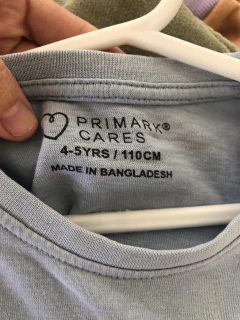 PRIMARK®
CARES
4-5YRS / 110CM
MADE IN BANGLADESH